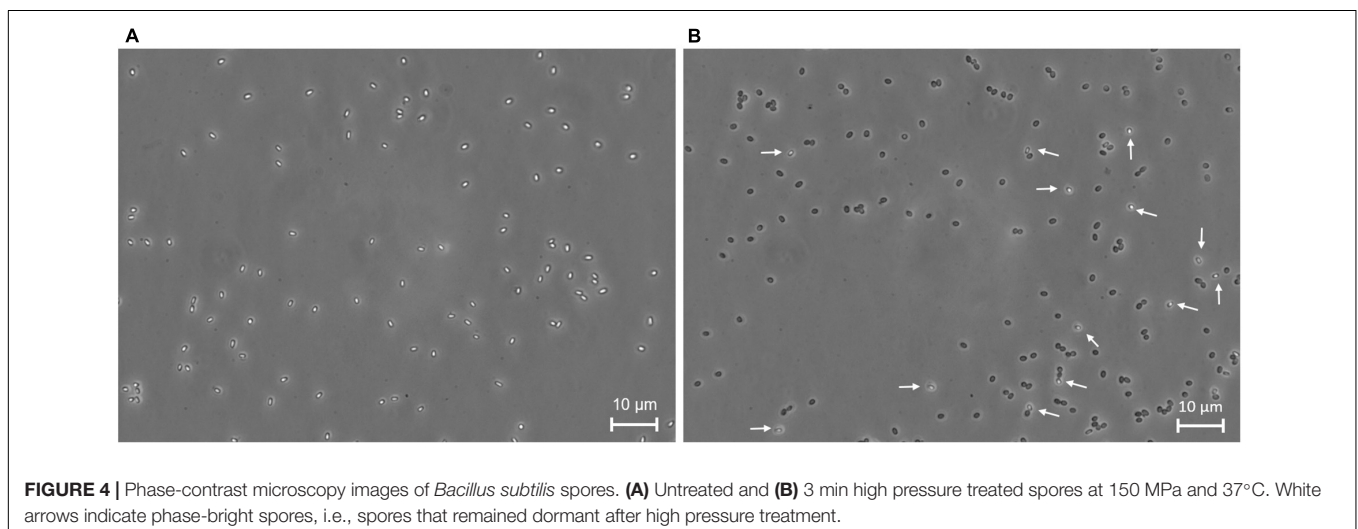 A
B
10 μm
10 μm
FIGURE 4 | Phase-contrast microscopy images of Bacillus subtilis spores. (A) Untreated and (B) 3 min high pressure treated spores at 150 MPa and 37°C. White
arrows indicate phase-bright spores, i.e., spores that remained dormant after high pressure treatment.